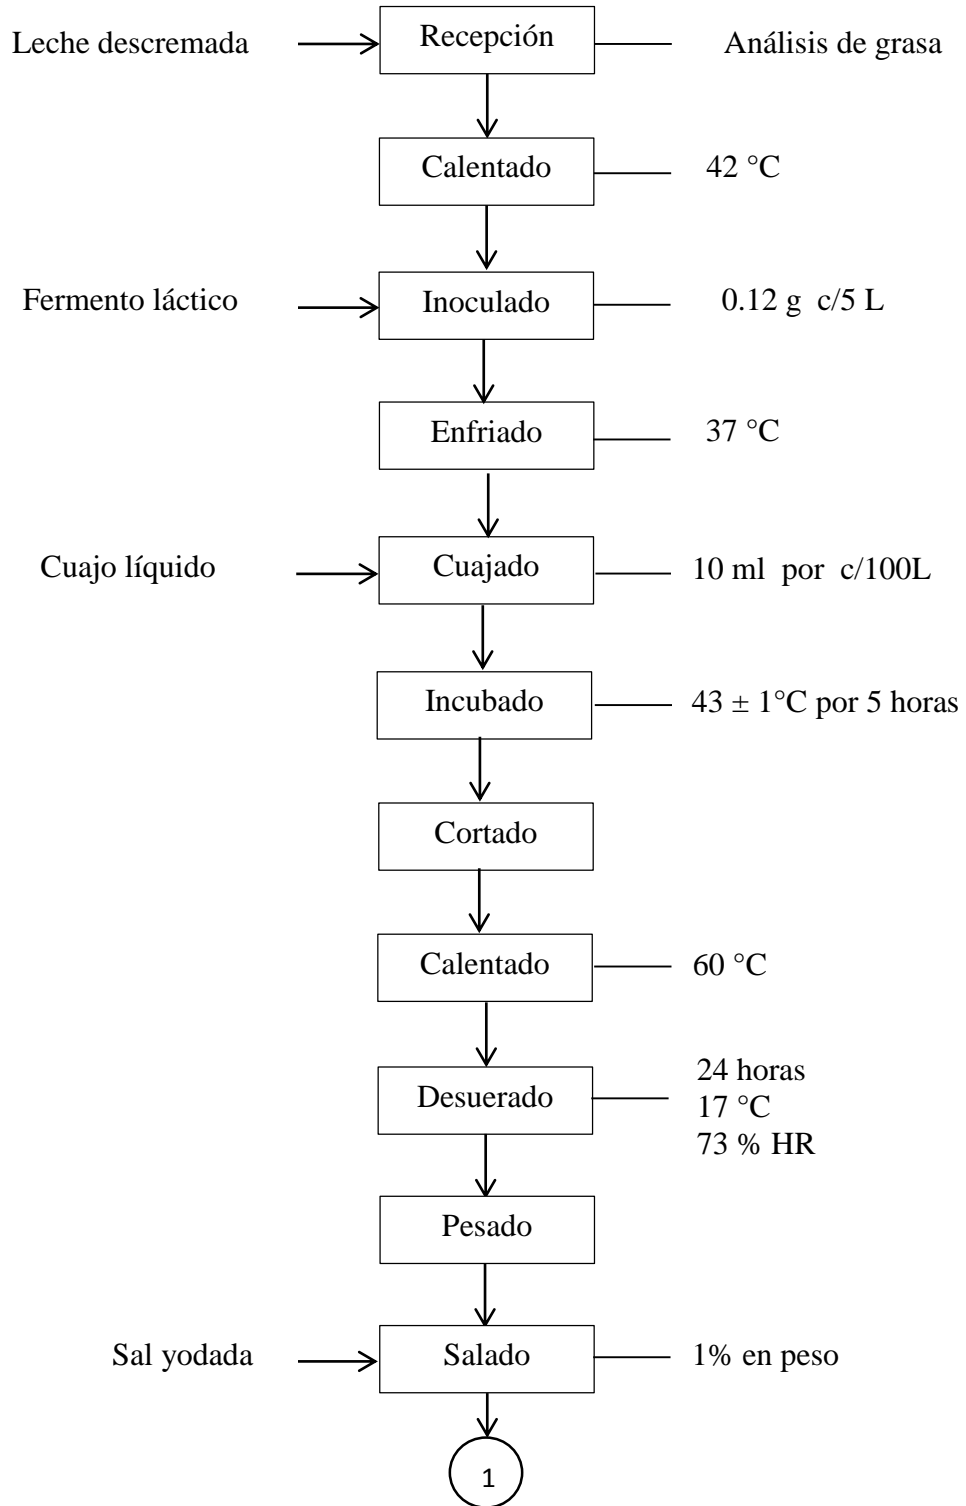 Leche descremada Recepción Análisis de grasa
Calentado 42 °C
Fermento láctico Inoculado 0.12 g c/5 L
Enfriado 37 °C
Cuajo líquido Cuajado 10 ml por c/100L
Incubado 43 ± 1°C por 5 horas
Cortado
Calentado 60 °C
Desuerado 24 horas
17 °C
73 % HR
Pesado
Sal yodada Salado 1% en peso
1